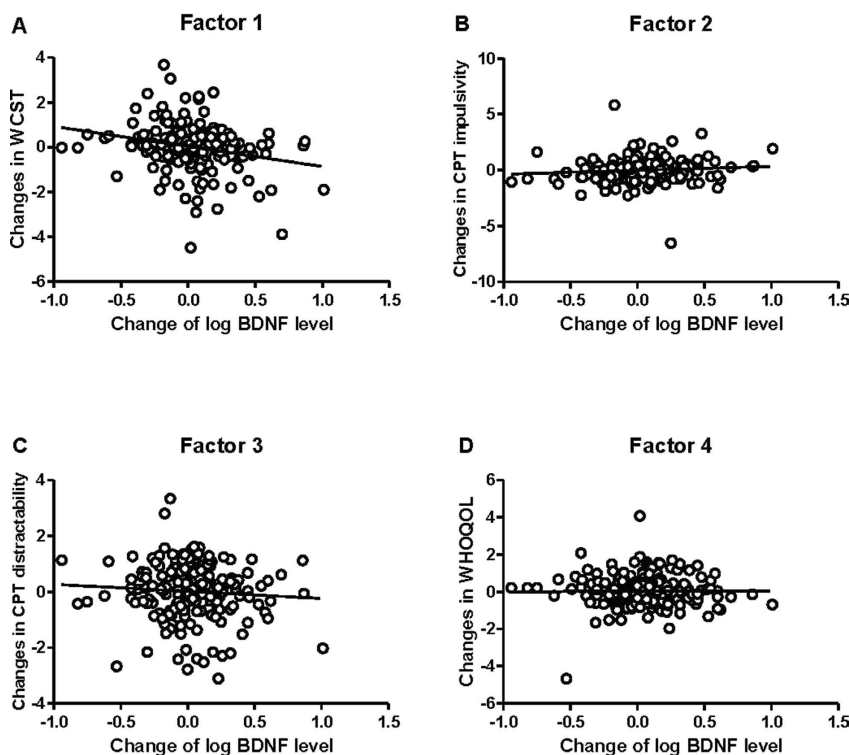 A
Factor 1
4
2
0
-2
-4
-6
Changes in WCST
-1.0 -0.5 0.0 0.5 1.0 1.5
Change of log BDNF level
B
Factor 2
10
5
0
-5
-10
Changes in CPT impulsivity
-1.0 -0.5 0.0 0.5 1.0 1.5
Change of log BDNF level
C
Factor 3
4
2
0
-2
-4
Changes in CPT distractability
-1.0 -0.5 0.0 0.5 1.0 1.5
Change of log BDNF level
D
Factor 4
6
4
2
0
-2
-4
-6
Changes in WHOQOL
-1.0 -0.5 0.0 0.5 1.0 1.5
Change of log BDNF level